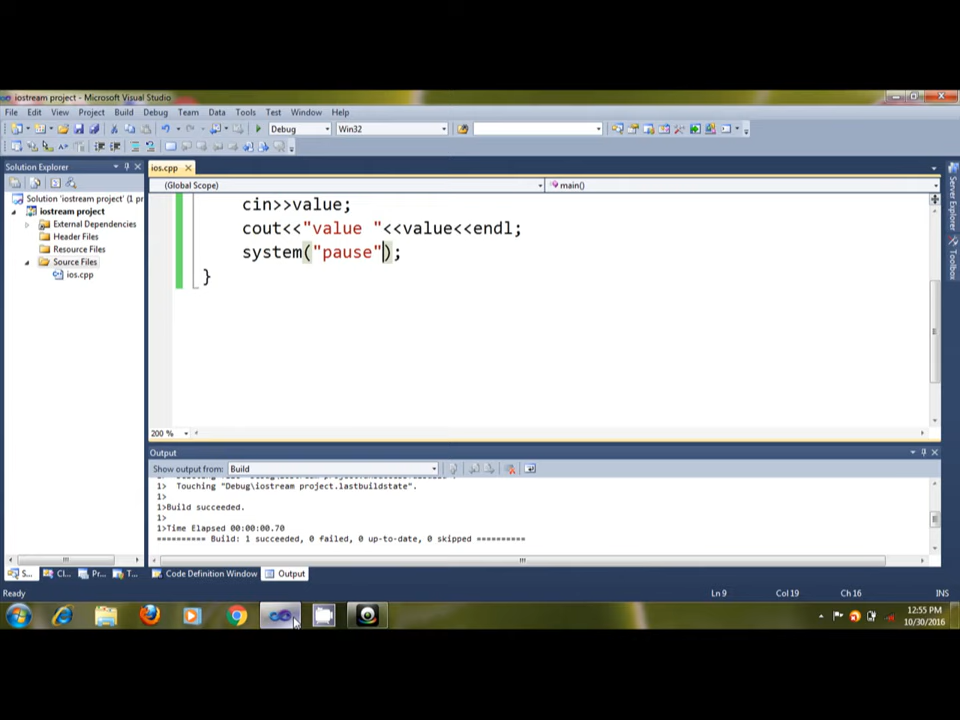 iostream project - Microsoft Visual Studio
File Edit View Project Build Debug Team Data Tools Test Window Help
Debug Win32
Solution Explorer
ios.cpp
(Global Scope) main()
Solution 'iostream project' (1 pr
iostream project
External Dependencies
Header Files
Resource Files
Source Files
ios.cpp
cin>>value;
cout<<"value "<<value<<endl;
system("pause");
}
Server Explorer
Toolbox
200 %
Output
Show output from: Build
1> Touching "Debug\iostream project.lastbuildstate".
1>
1>Build succeeded.
1>
1>Time Elapsed 00:00:00.70
========== Build: 1 succeeded, 0 failed, 0 up-to-date, 0 skipped ==========
S... Cl... Pr... T... Code Definition Window Output
Ready Ln 9 Col 19 Ch 16 INS
12:55 PM
10/30/2016